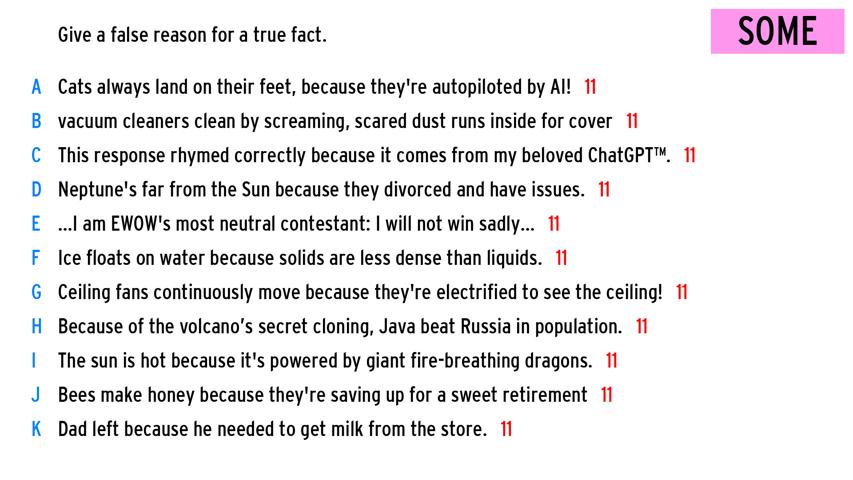 Give a false reason for a true fact.
SOME
A Cats always land on their feet, because they're autopiloted by AI! 11
B vacuum cleaners clean by screaming, scared dust runs inside for cover 11
C This response rhymed correctly because it comes from my beloved ChatGPT™. 11
D Neptune's far from the Sun because they divorced and have issues. 11
E ...I am EWOW's most neutral contestant: I will not win sadly... 11
F Ice floats on water because solids are less dense than liquids. 11
G Ceiling fans continuously move because they're electrified to see the ceiling! 11
H Because of the volcano’s secret cloning, Java beat Russia in population. 11
I The sun is hot because it's powered by giant fire-breathing dragons. 11
J Bees make honey because they're saving up for a sweet retirement 11
K Dad left because he needed to get milk from the store. 11